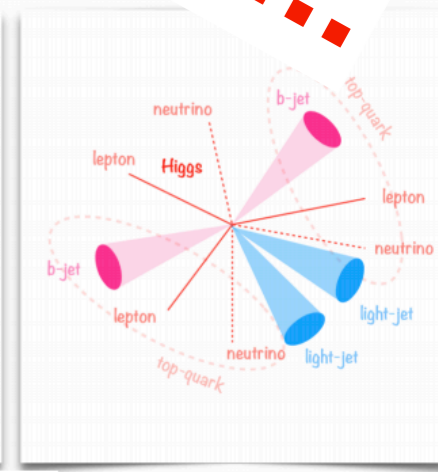 b-jet
top-quark
neutrino
lepton
Higgs
lepton
neutrino
b-jet
lepton
light-jet
neutrino
light-jet
top-quark